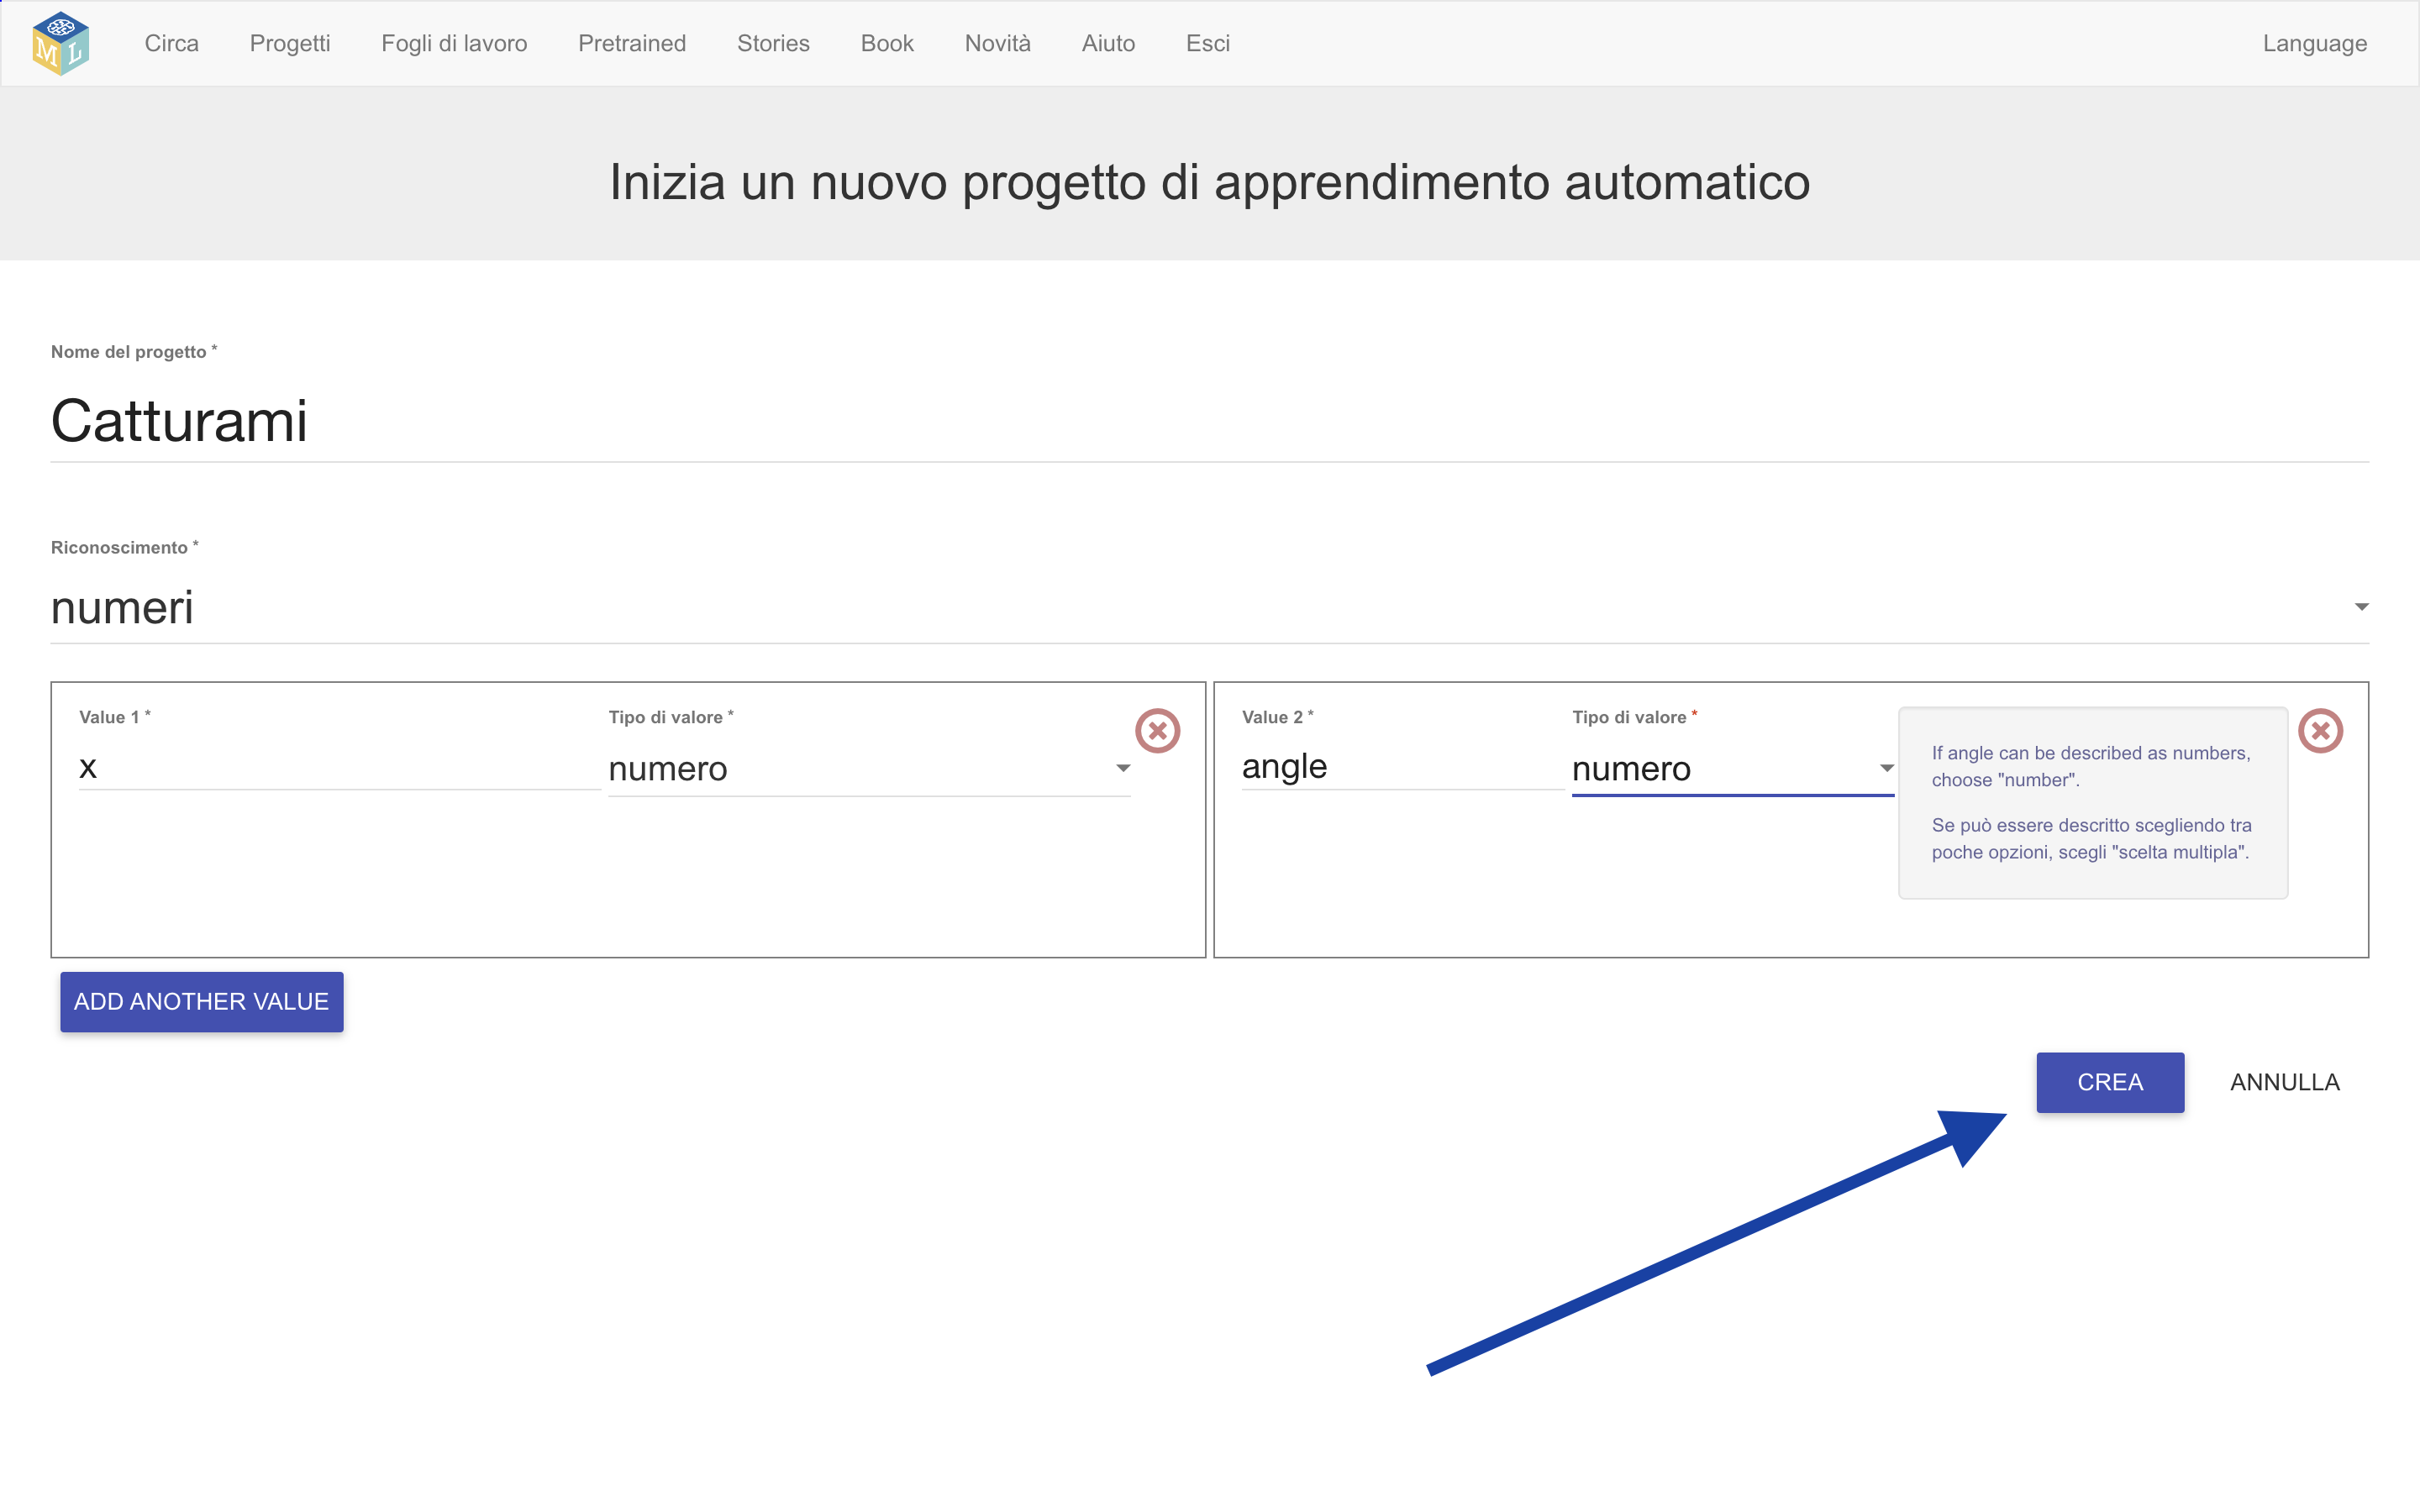 M L
Circa Progetti Fogli di lavoro Pretrained Stories Book Novità Aiuto Esci Language
Inizia un nuovo progetto di apprendimento automatico
Nome del progetto *
Catturami
Riconoscimento *
numeri
Value 1 * Tipo di valore *
x numero
Value 2 * Tipo di valore *
angle numero
If angle can be described as numbers,
choose "number".
Se può essere descritto scegliendo tra
poche opzioni, scegli "scelta multipla".
ADD ANOTHER VALUE
CREA ANNULLA